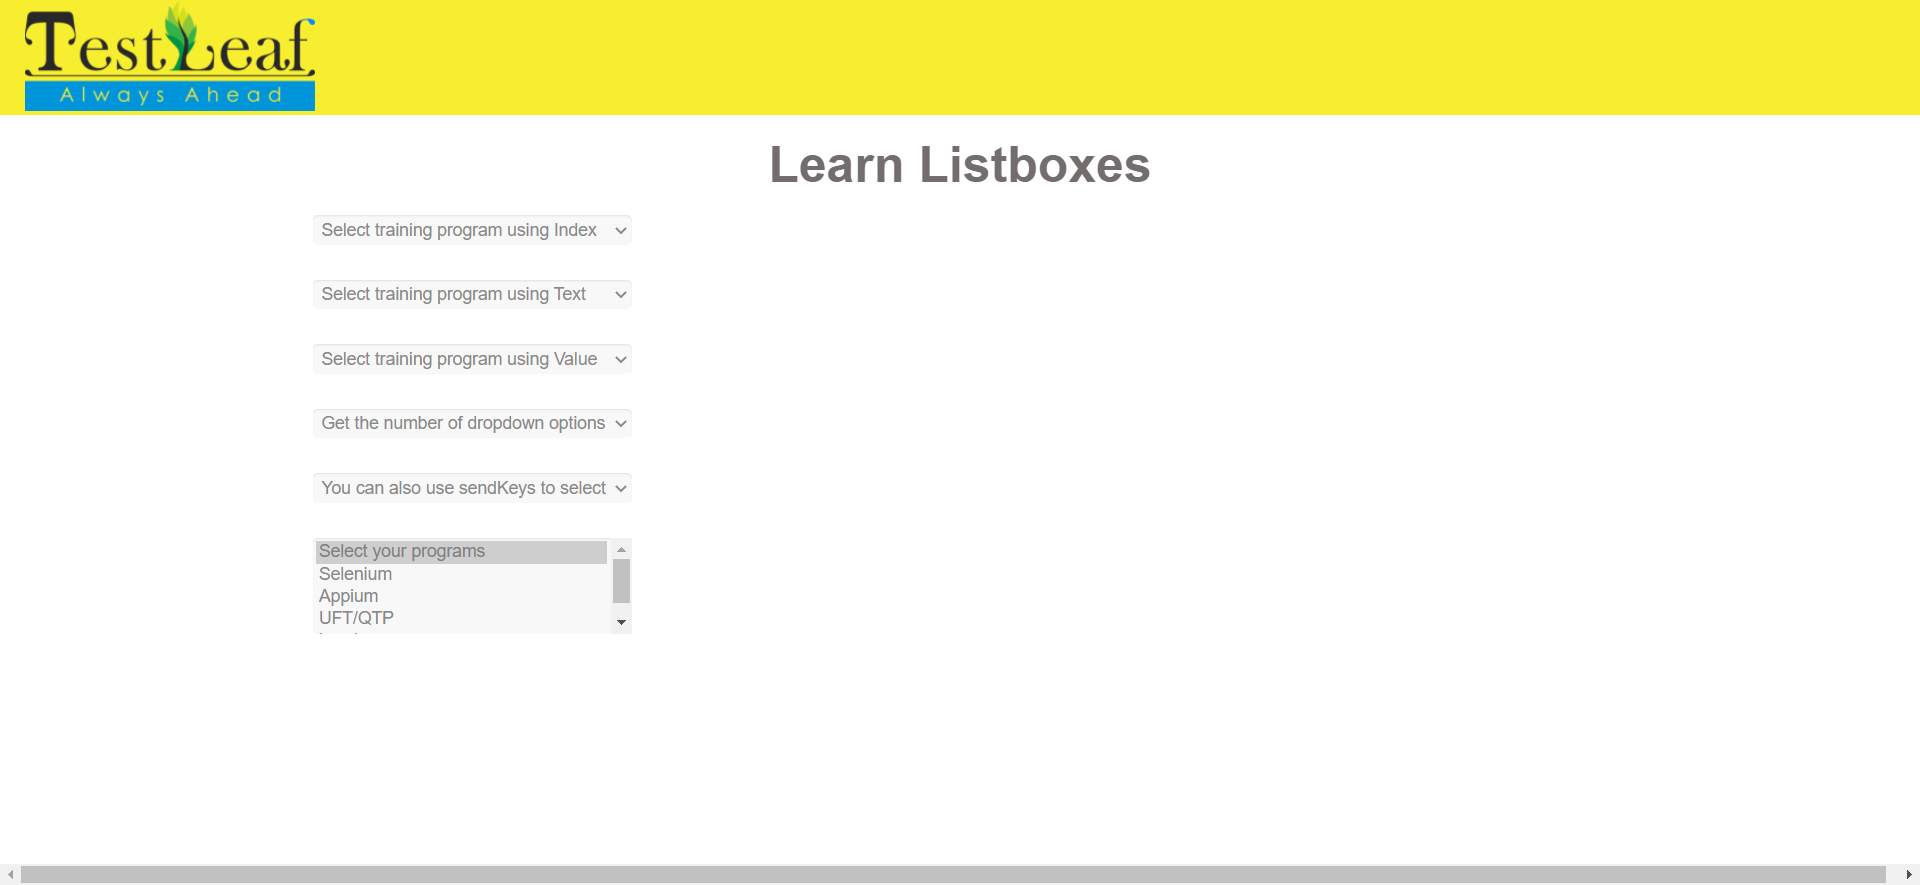 TestLeaf
Always Ahead
Learn Listboxes
Select training program using Index
Select training program using Text
Select training program using Value
Get the number of dropdown options
You can also use sendKeys to select
Select your programs
Selenium
Appium
UFT/QTP